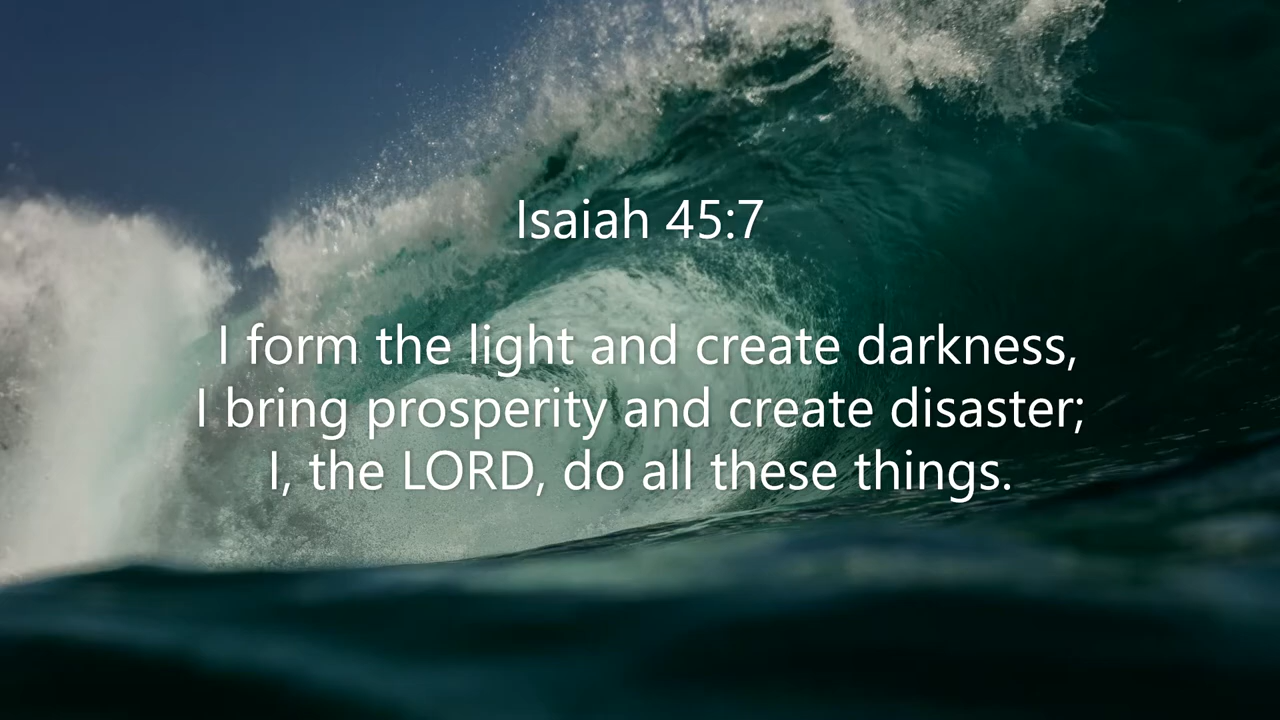 Isaiah 45:7
I form the light and create darkness,
I bring prosperity and create disaster;
I, the LORD, do all these things.